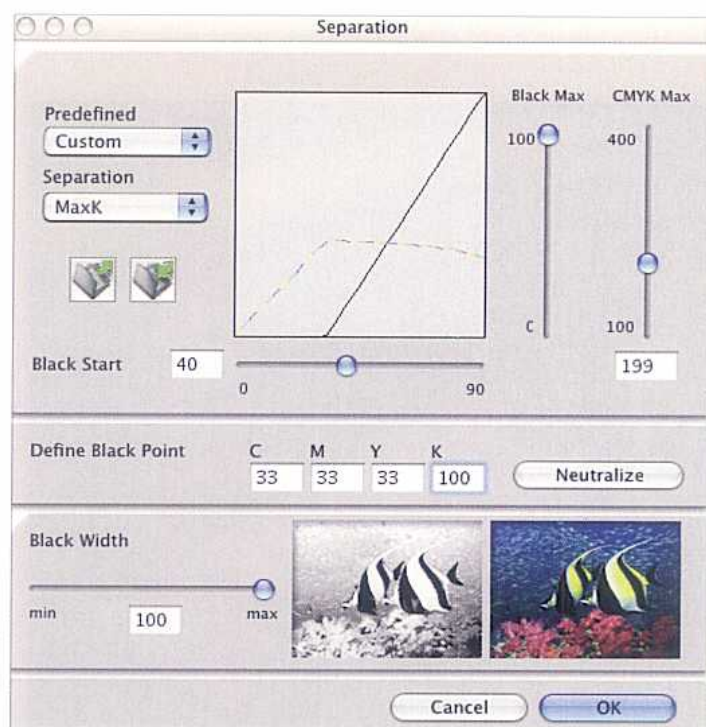 Separation
Predefined
Custom
Separation
MaxK
Black Max
CMYK Max
100
400
C
100
199
Black Start
40
0
90
Define Black Point
C
M
Y
K
33
33
33
100
Neutralize
Black Width
min
100
max
Cancel
OK